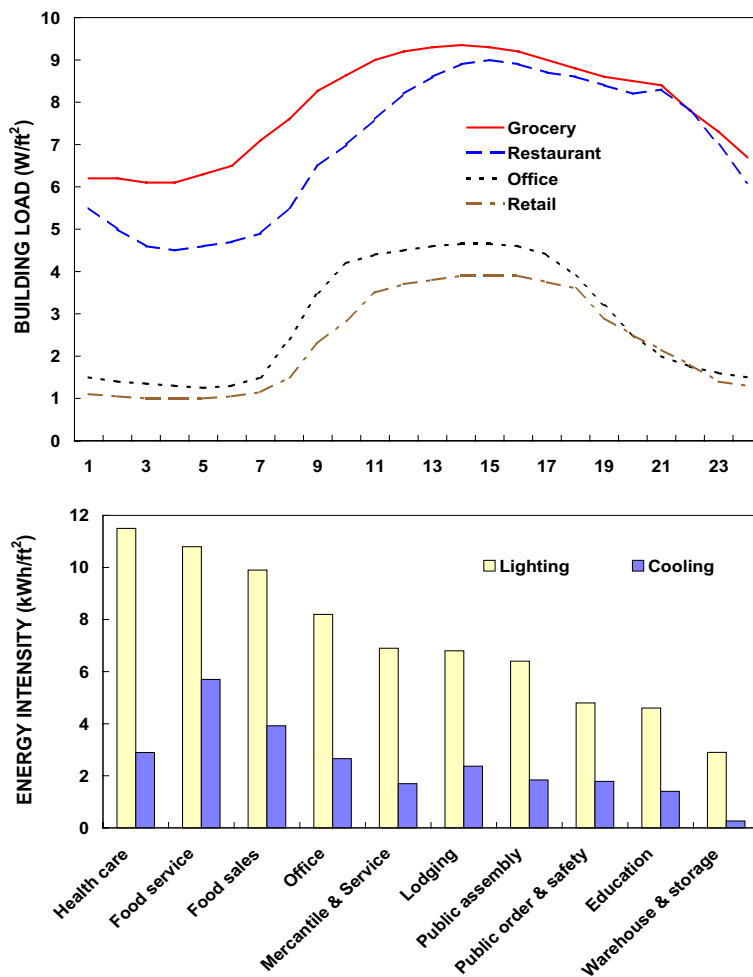 10
9
8
7
6
5
4
3
2
1
0
BUILDING LOAD (W/ft²)
Grocery
Restaurant
Office
Retail
1 3 5 7 9 11 13 15 17 19 21 23
12
10
8
6
4
2
0
ENERGY INTENSITY (kWh/ft²)
Lighting Cooling
Health care
Food service
Food sales
Office
Mercantile & Service
Lodging
Public assembly
Public order & safety
Education
Warehouse & storage